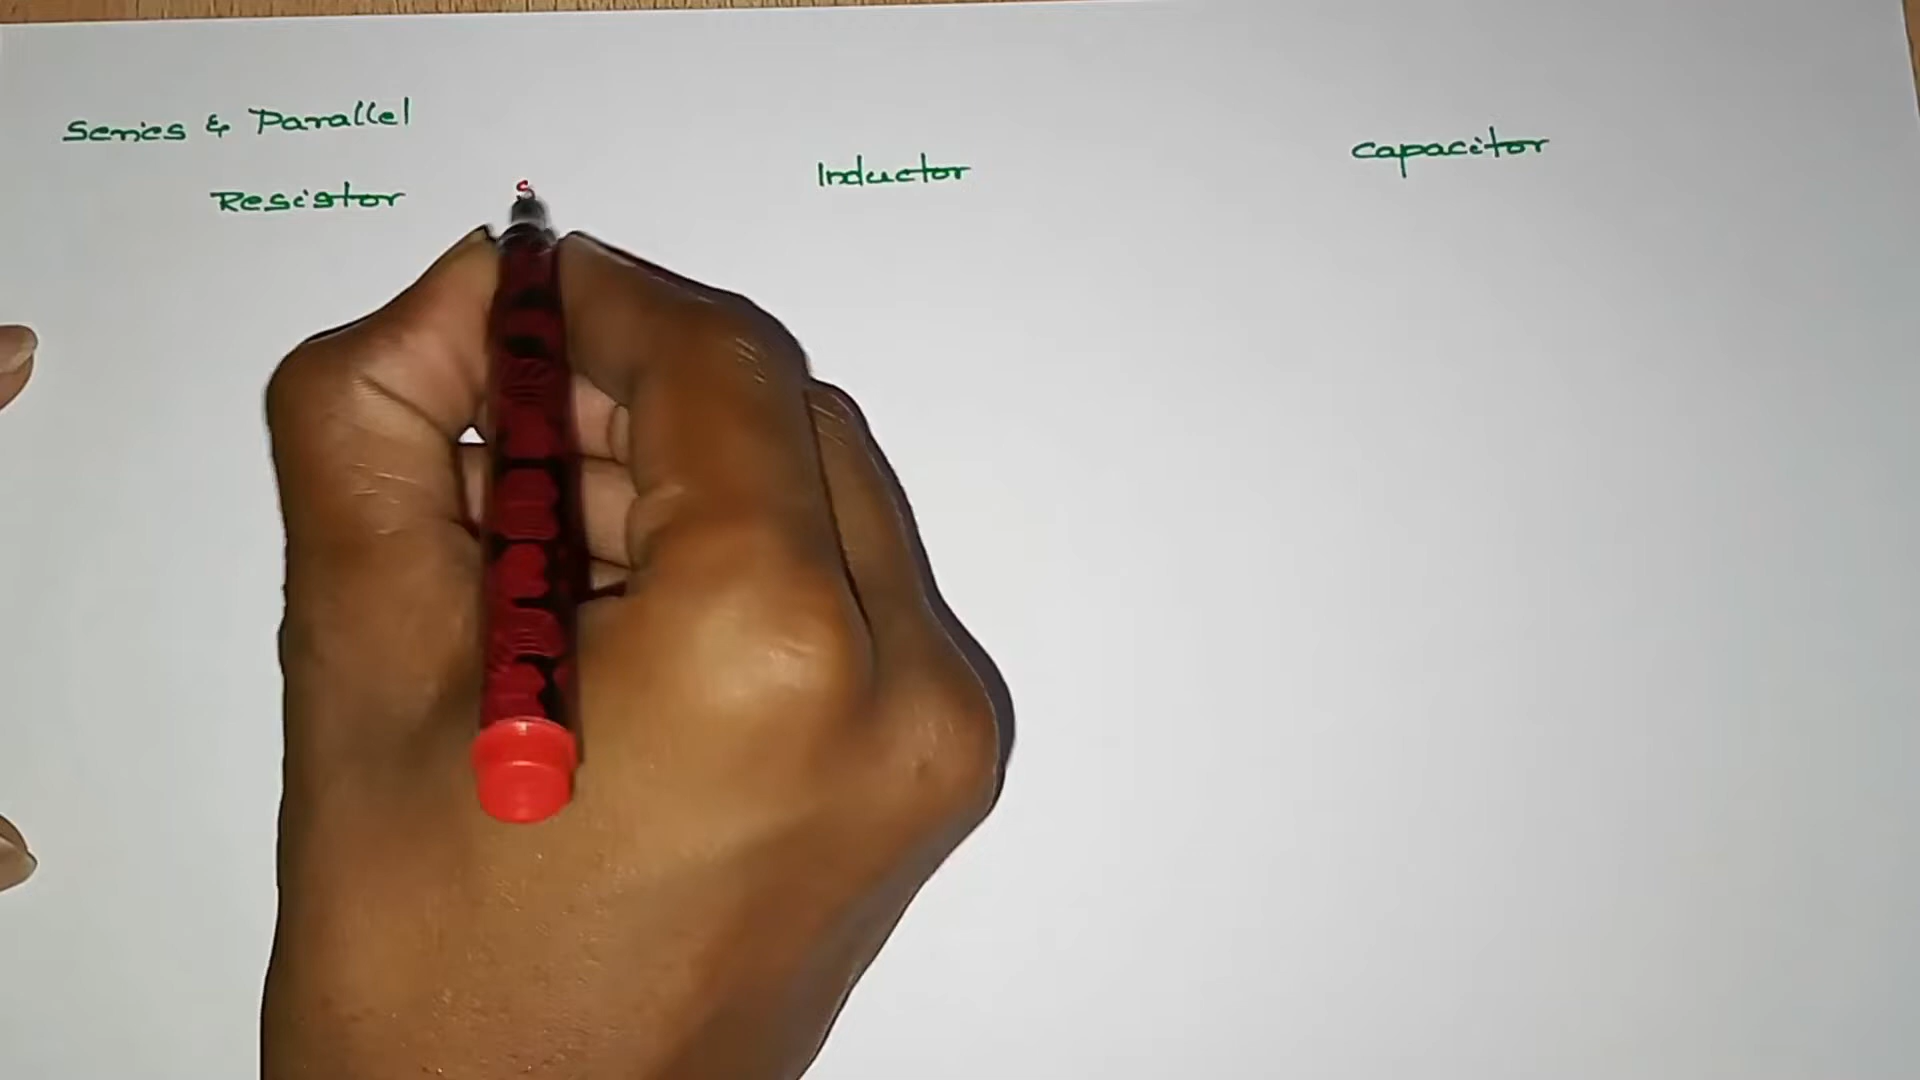 Series & Parallel
Resistor
Inductor
Capacitor
S